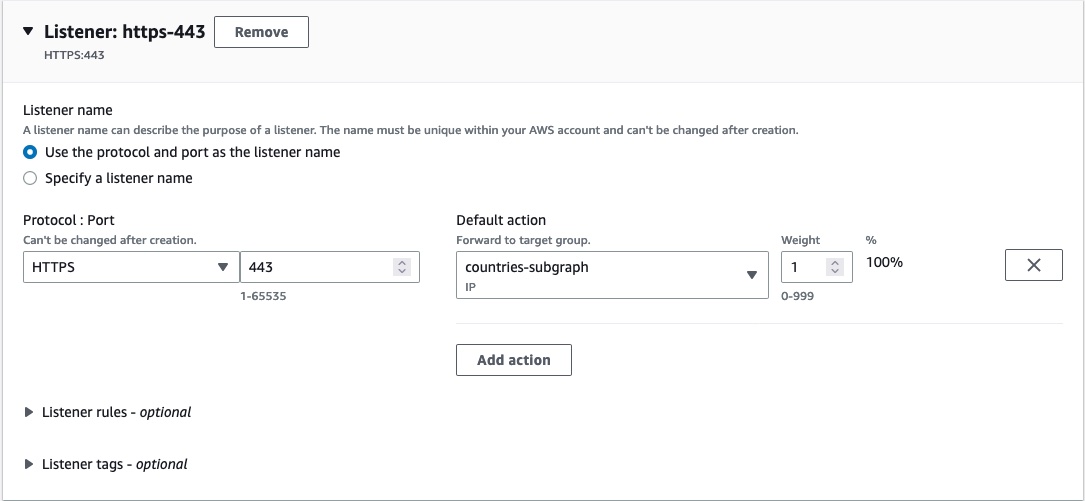 Listener: https-443
Remove
HTTPS:443
Listener name
A listener name can describe the purpose of a listener. The name must be unique within your AWS account and can't be changed after creation.
Use the protocol and port as the listener name
Specify a listener name
Protocol : Port
Can't be changed after creation.
HTTPS
443
1-65535
Default action
Forward to target group.
countries-subgraph
IP
Weight
1
0-999
%
100%
Add action
Listener rules - optional
Listener tags - optional